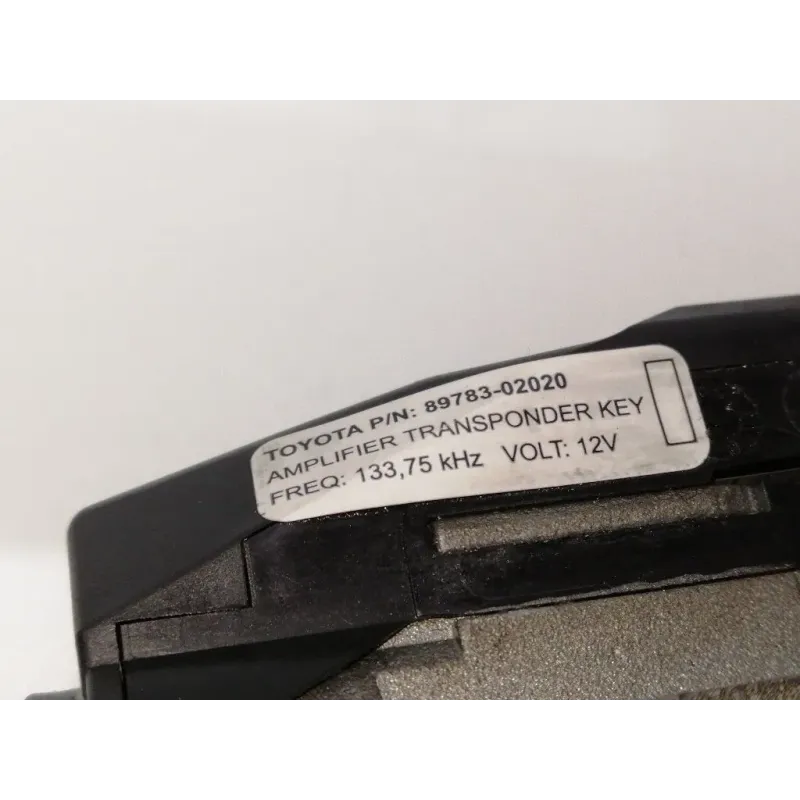 TOYOTA P/N: 89783-02020
AMPLIFIER TRANSPONDER KEY
FREQ: 133,75 kHz VOLT: 12V